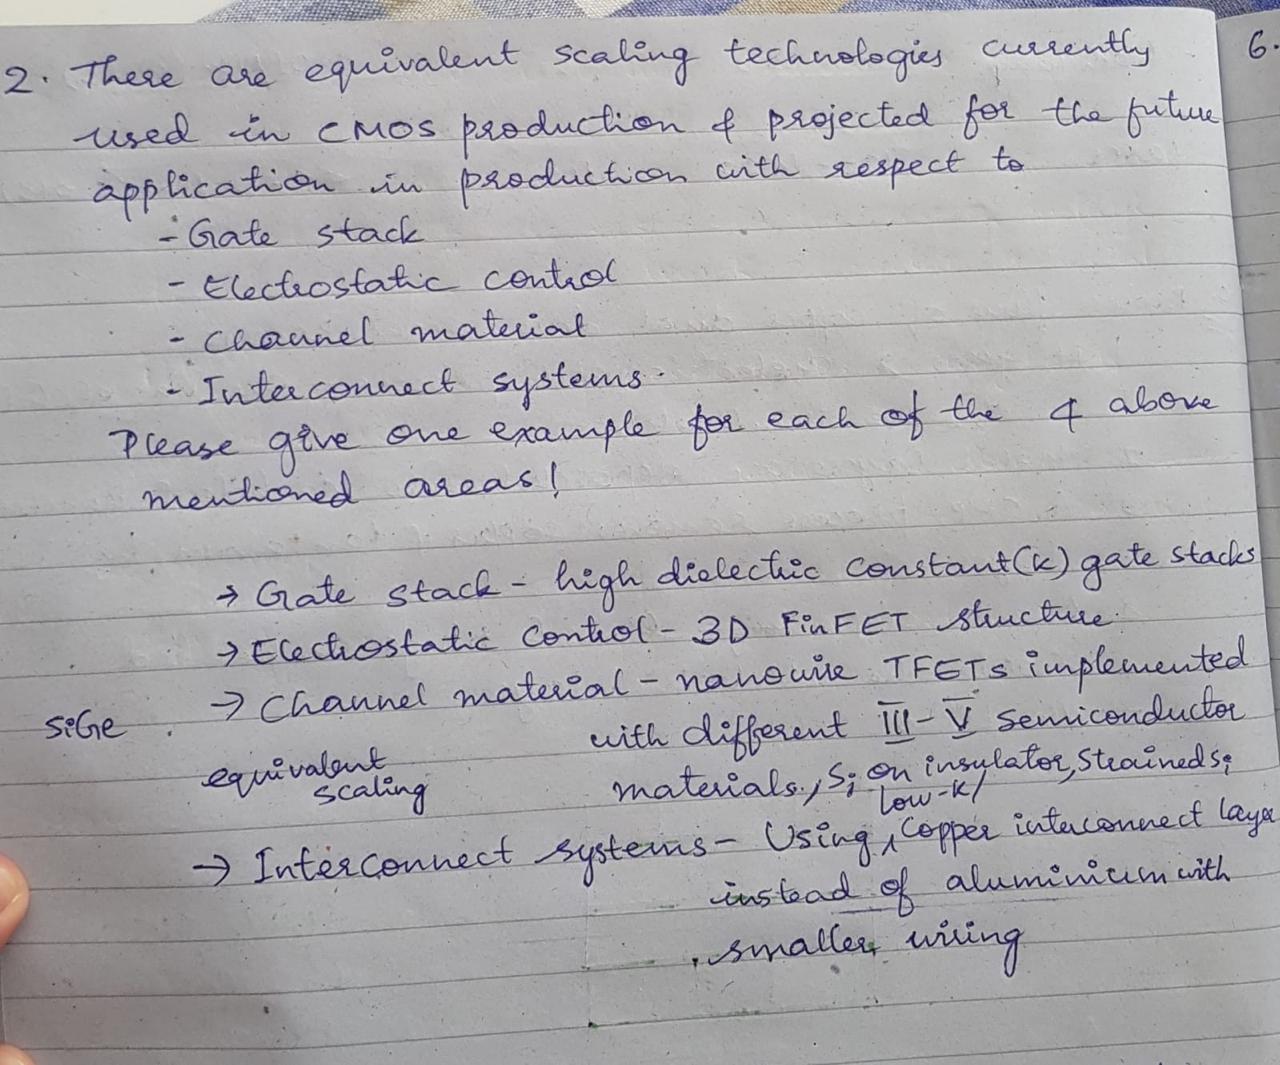 2. There are equivalent scaling technologies currently
used in CMOS production & projected for the future
application in production with respect to
- Gate stack
- Electrostatic control
- Channel material
- Interconnect systems.
Please give one example for each of the 4 above
mentioned areas!
→ Gate stack - high dielectric constant(k) gate stacks
→ Electrostatic Control - 3D FinFET structure.
→ Channel material - nanowire TFETs implemented
with different III-V semiconductor
materials., Si on insulator, Strained Si
SiGe
equivalent
scaling
→ Interconnect systems - Using low-k/ Copper interconnect layer
instead of aluminium with
smaller wiring
6.